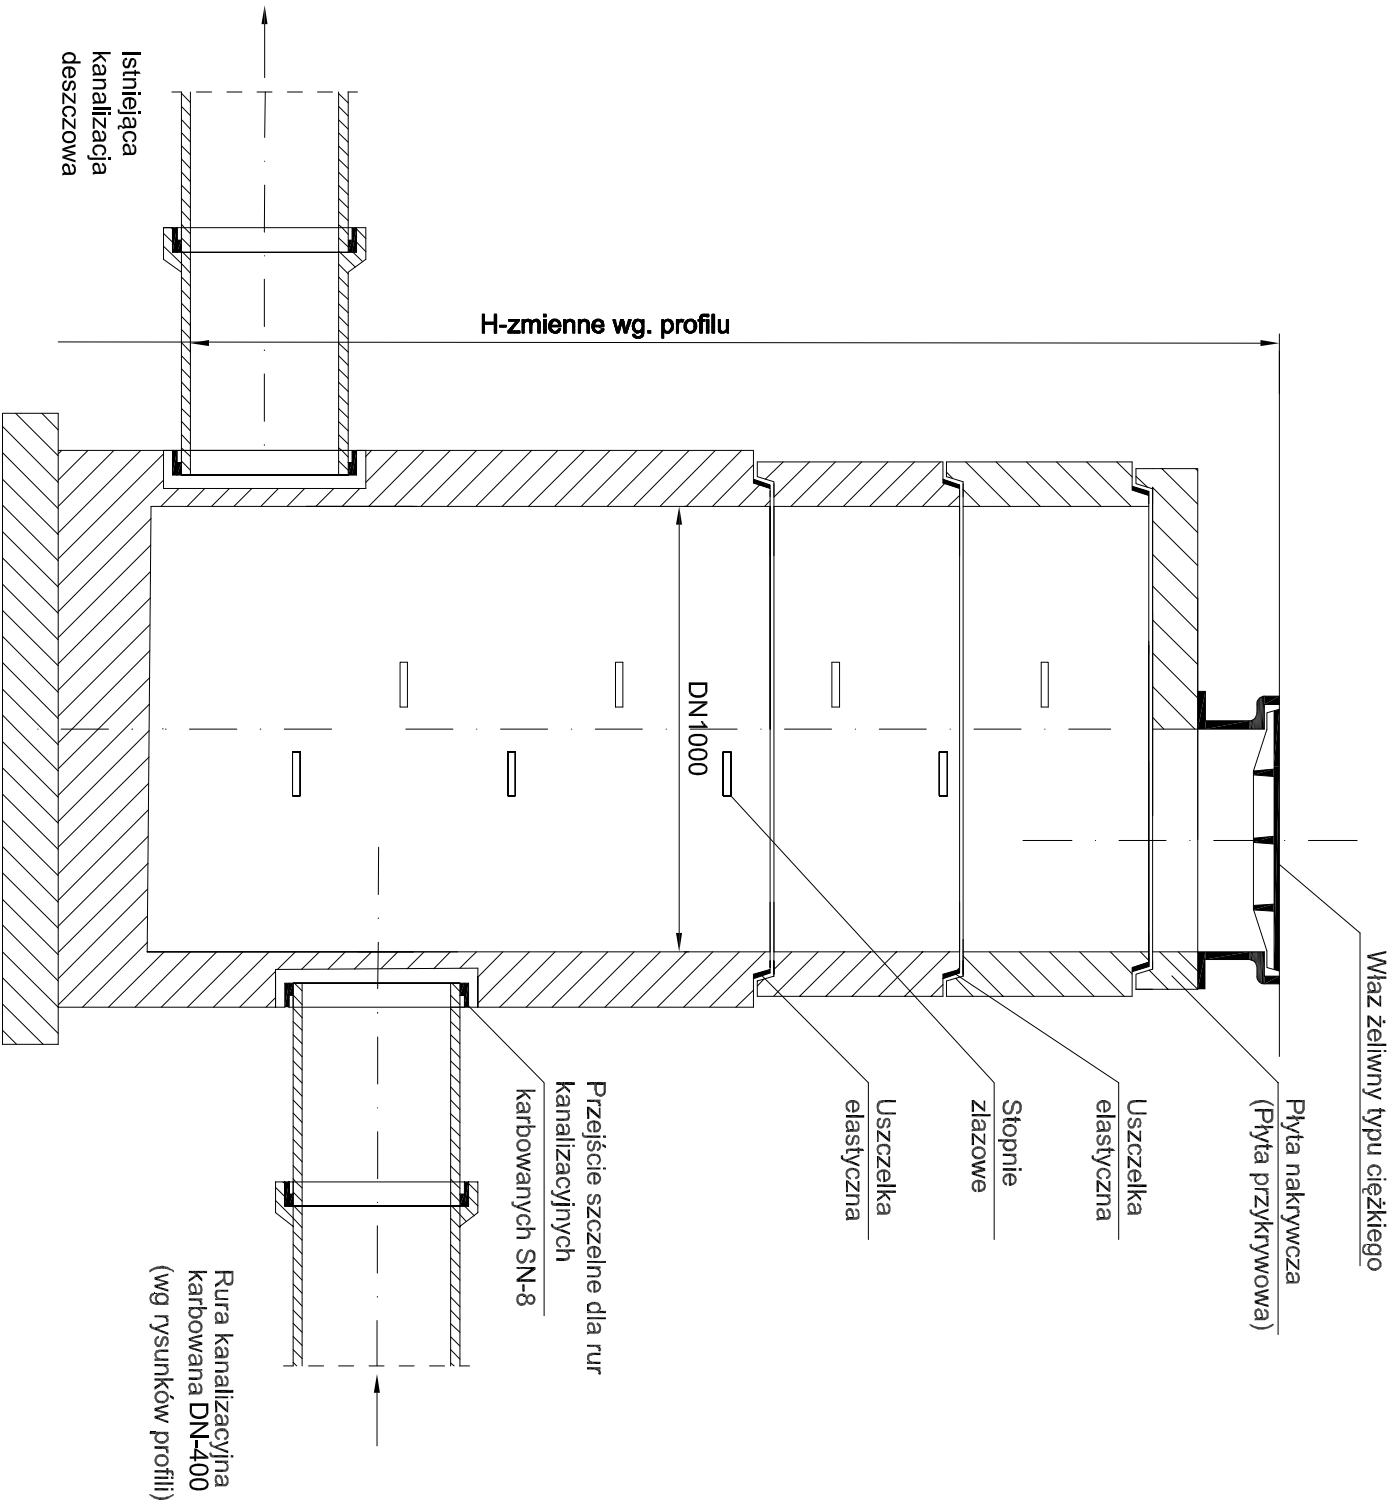 Istniejąca
kanalizacja
deszczowa
H-zmienne wg. profilu
DN1000
Właz żeliwny typu ciężkiego
Płyta nakrywcza
(Płyta przykrywowa)
Uszczelka
elastyczna
Stopnie
złazowe
Uszczelka
elastyczna
Przejście szczelne dla rur
kanalizacyjnych
karbowanych SN-8
Rura kanalizacyjna
karbowana DN-400
(wg rysunków profili)